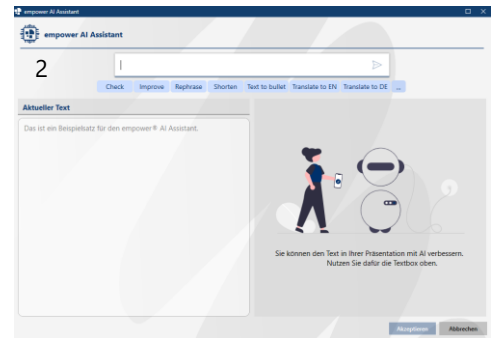 empower AI Assistant
empower AI Assistant
2
Check Improve Rephrase Shorten Text to bullet Translate to EN Translate to DE ...
Aktueller Text
Das ist ein Beispielsatz für den empower® AI Assistant.
Sie können den Text in Ihrer Präsentation mit AI verbessern.
Nutzen Sie dafür die Textbox oben.
Akzeptieren Abbrechen